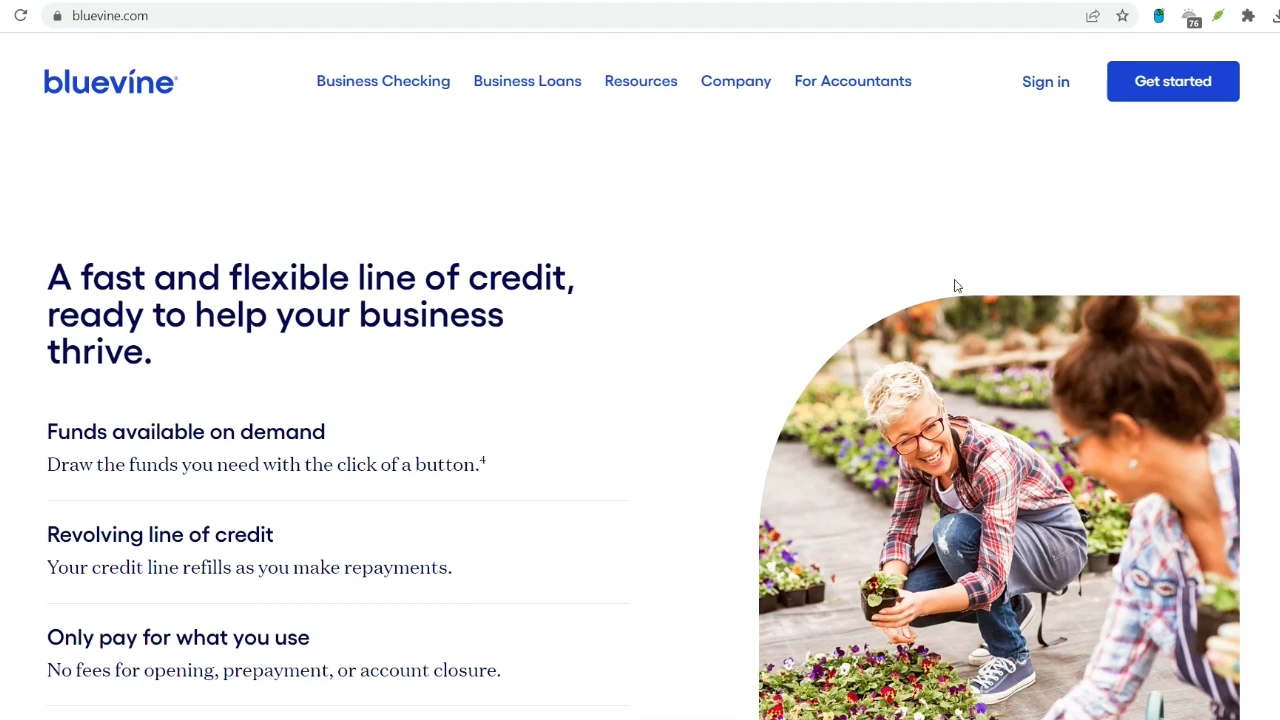 bluevine.com
76
bluevíne®
Business Checking
Business Loans
Resources
Company
For Accountants
Sign in
Get started
A fast and flexible line of credit,
ready to help your business
thrive.
Funds available on demand
Draw the funds you need with the click of a button.⁴
Revolving line of credit
Your credit line refills as you make repayments.
Only pay for what you use
No fees for opening, prepayment, or account closure.